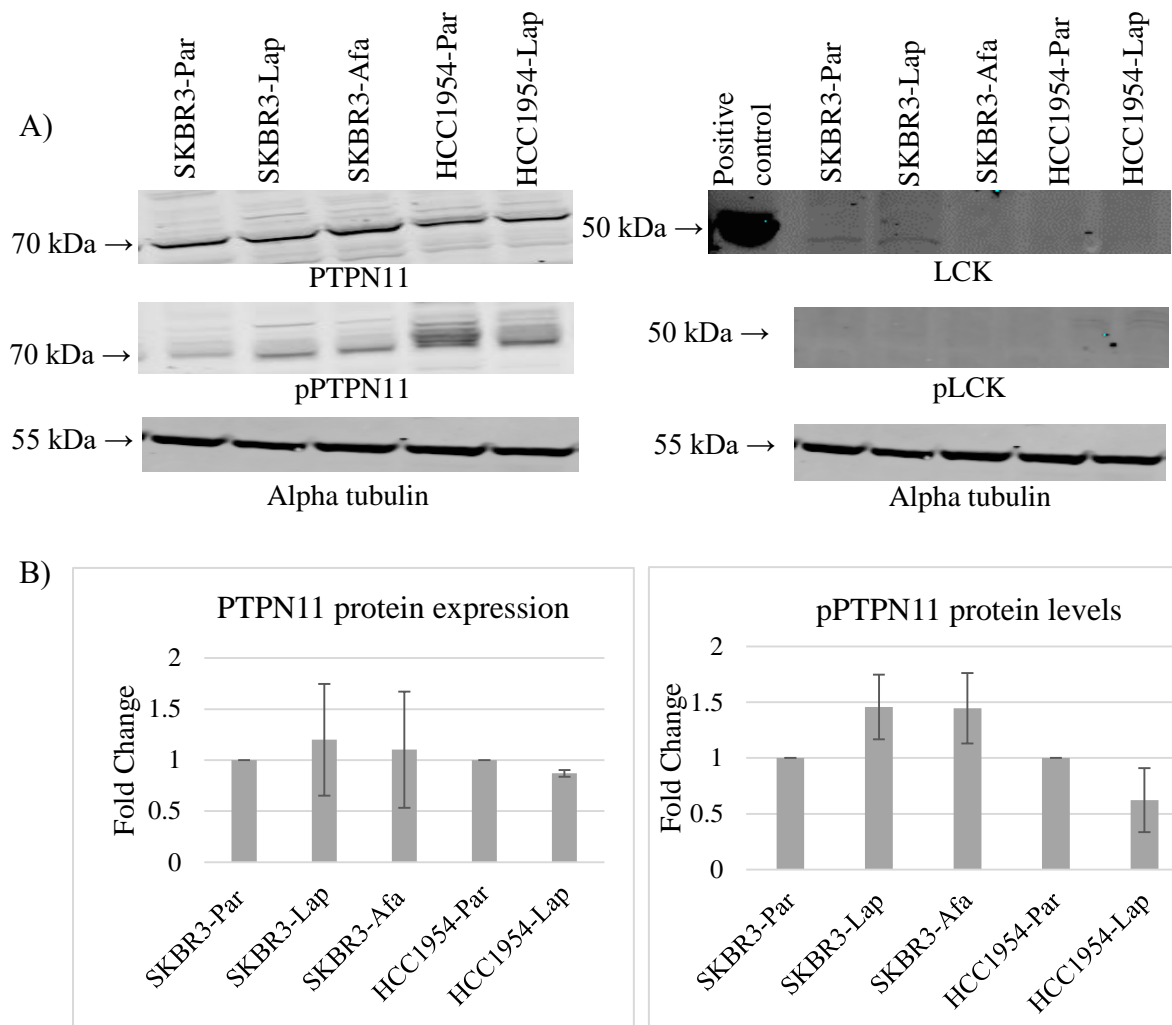 A)
SKBR3-Par
SKBR3-Lap
SKBR3-Afa
HCC1954-Par
HCC1954-Lap
70 kDa →
PTPN11
70 kDa →
pPTPN11
55 kDa →
Alpha tubulin
Positive
control
SKBR3-Par
SKBR3-Lap
SKBR3-Afa
HCC1954-Par
HCC1954-Lap
50 kDa →
LCK
50 kDa →
pLCK
55 kDa →
Alpha tubulin
B)
PTPN11 protein expression
Fold Change
2
1.5
1
0.5
0
SKBR3-Par
SKBR3-Lap
SKBR3-Afa
HCC1954-Par
HCC1954-Lap
pPTPN11 protein levels
Fold Change
2
1.5
1
0.5
0
SKBR3-Par
SKBR3-Lap
SKBR3-Afa
HCC1954-Par
HCC1954-Lap